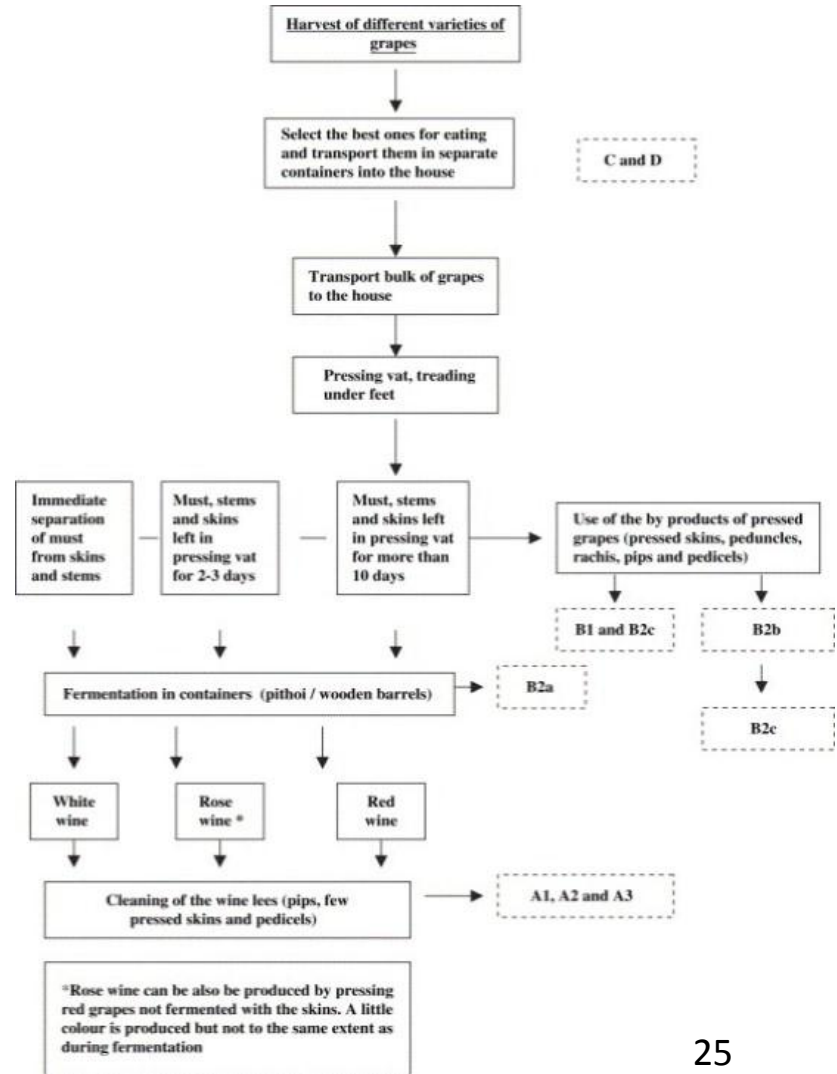 Harvest of different varieties of
grapes
Select the best ones for eating
and transport them in separate
containers into the house
C and D
Transport bulk of grapes
to the house
Pressing vat, treading
under feet
Immediate
separation
of must
from skins
and stems
Must, stems
and skins
left in
pressing vat
for 2-3 days
Must, stems
and skins left
in pressing vat
for more than
10 days
Use of the by products of pressed
grapes (pressed skins, peduncles,
rachis, pips and pedicels)
B1 and B2c
B2b
Fermentation in containers (pithoi / wooden barrels)
B2a
B2c
White
wine
Rose
wine *
Red
wine
Cleaning of the wine lees (pips, few
pressed skins and pedicels)
A1, A2 and A3
*Rose wine can be also be produced by pressing
red grapes not fermented with the skins. A little
colour is produced but not to the same extent as
during fermentation
25